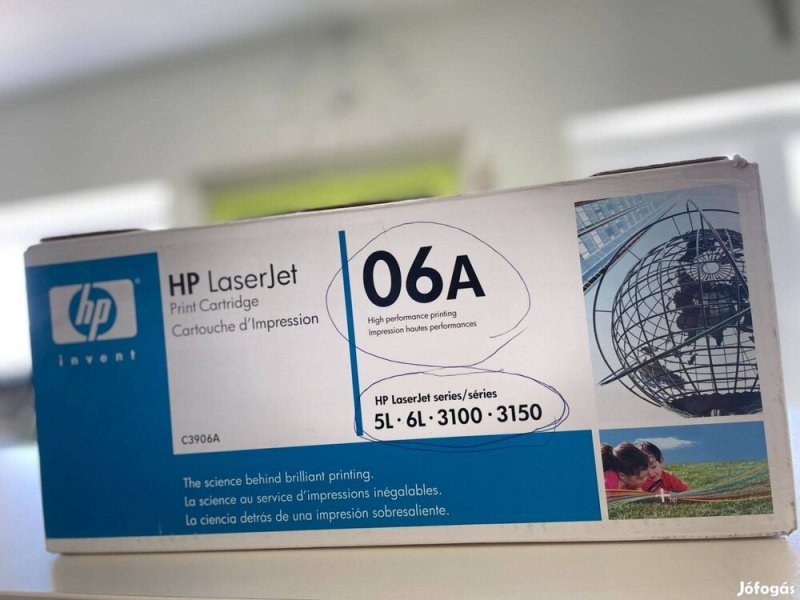 hp
invent
HP LaserJet
Print Cartridge
Cartouche d'Impression
C3906A
06A
High performance printing
Impression hautes performances
HP LaserJet series/séries
5L · 6L · 3100 · 3150
The science behind brilliant printing.
La science au service d'impressions inégalables.
La ciencia detrás de una impresión sobresaliente.
Jófogás